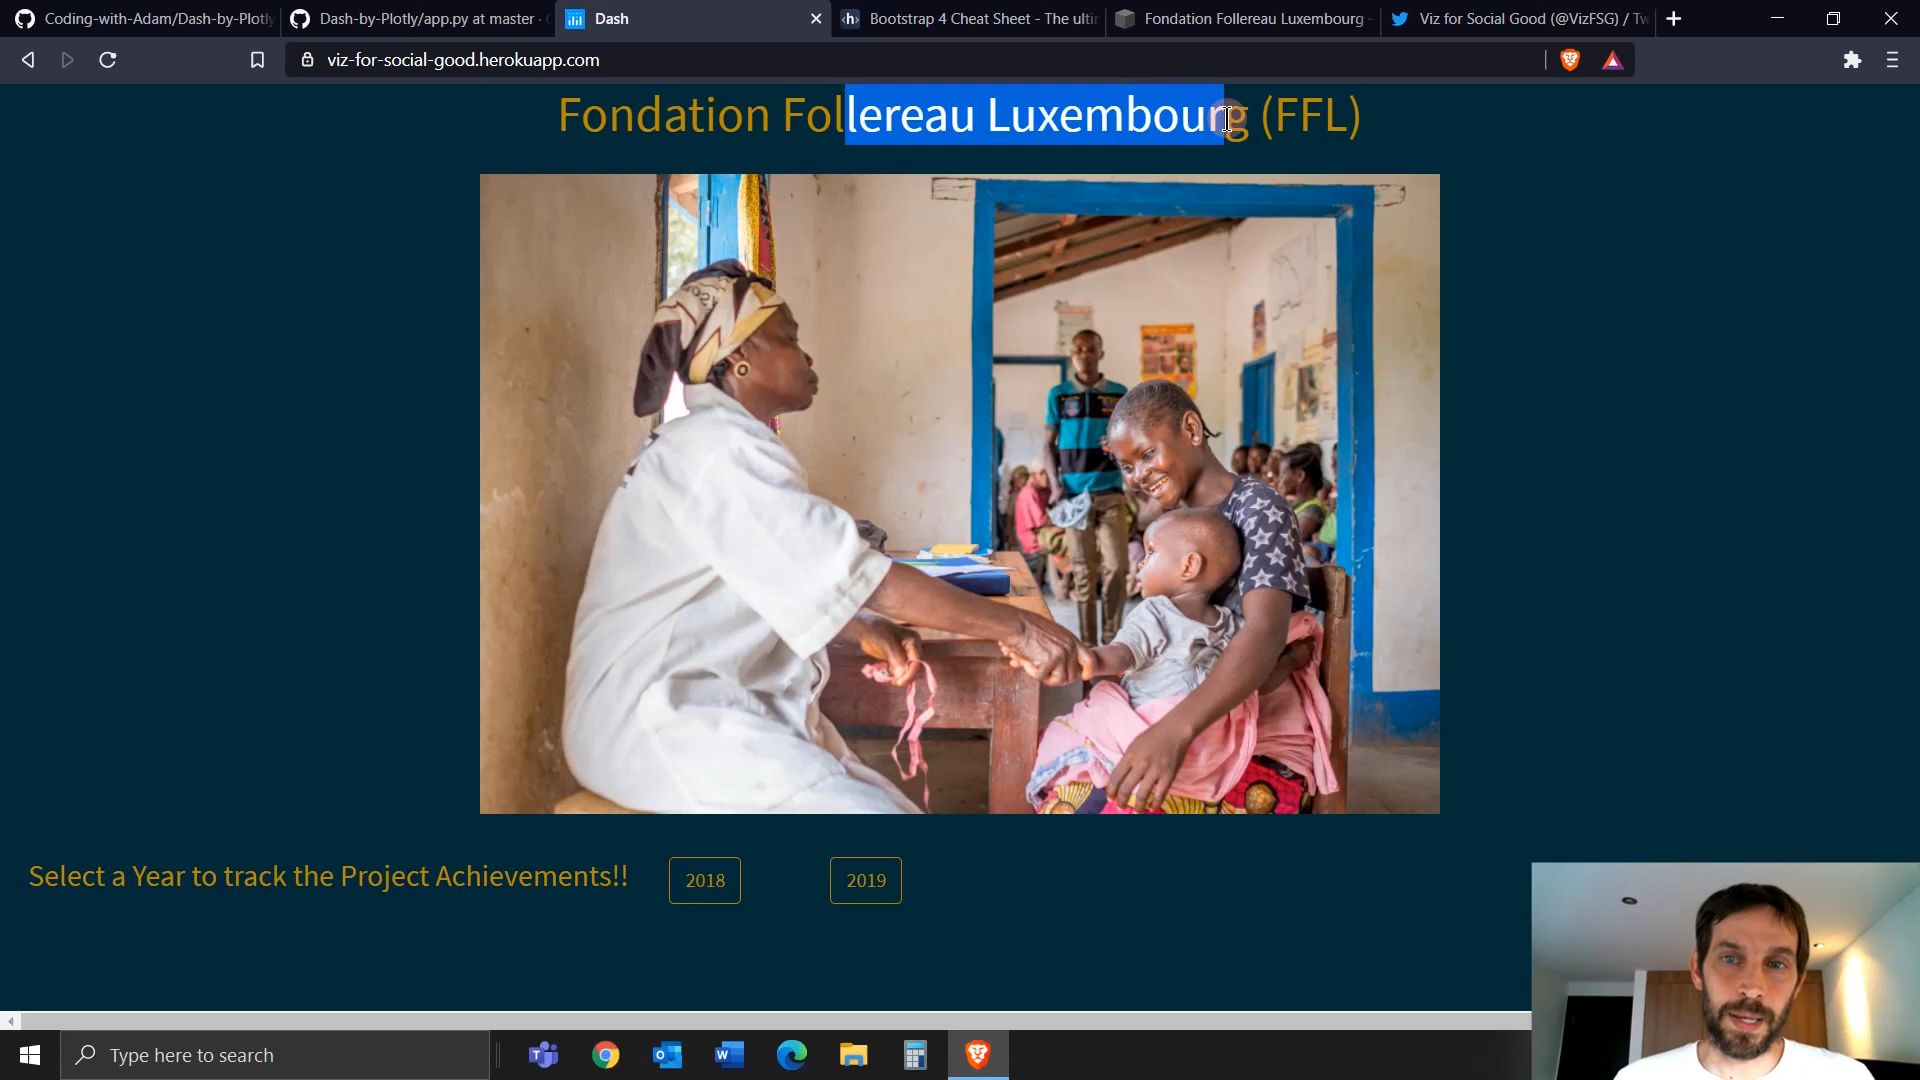 Coding-with-Adam/Dash-by-Plotly
Dash-by-Plotly/app.py at master ·
Dash
Bootstrap 4 Cheat Sheet - The ultim
Fondation Follereau Luxembourg -
Viz for Social Good (@VizFSG) / Tw
viz-for-social-good.herokuapp.com
Fondation Follereau Luxembourg (FFL)
Select a Year to track the Project Achievements!!
2018
2019
Type here to search